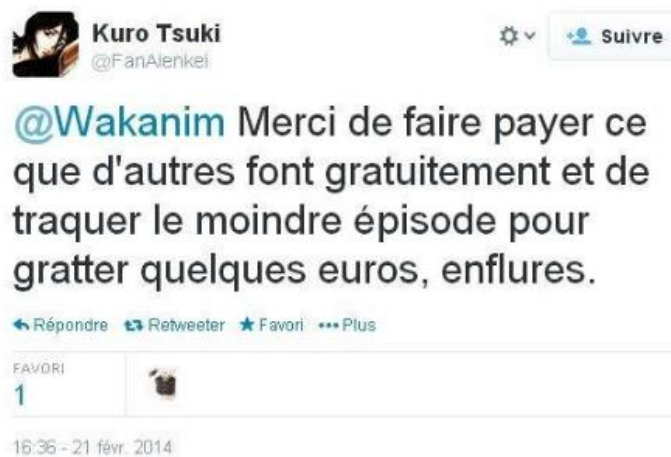 Kuro Tsuki
Suivre
@FanAlenkel
@Wakanim Merci de faire payer ce
que d'autres font gratuitement et de
traquer le moindre épisode pour
gratter quelques euros, enflures.
Répondre Retweeter Favori Plus
FAVORI
1
16:36 - 21 févr. 2014